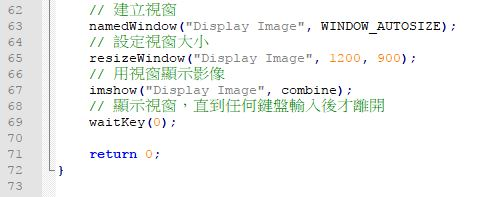 62 // 建立視窗
63 namedWindow("Display Image", WINDOW_AUTOSIZE);
64 // 設定視窗大小
65 resizeWindow("Display Image", 1200, 900);
66 // 用視窗顯示影像
67 imshow("Display Image", combine);
68 // 顯示視窗，直到任何鍵盤輸入後才離開
69 waitKey(0);
70
71 return 0;
72 }
73